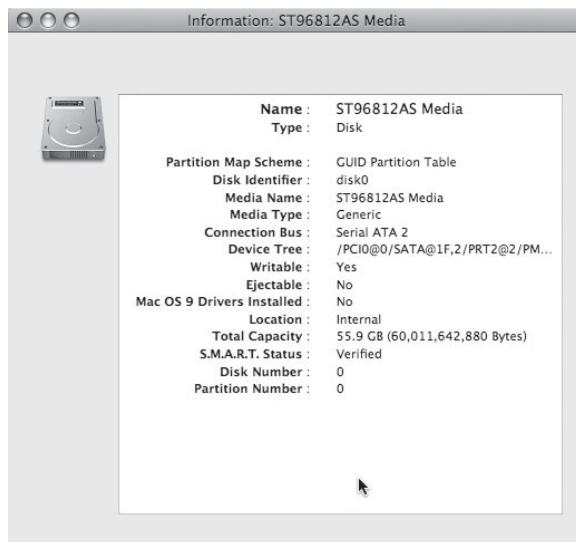 Information: ST96812AS Media
Name : ST96812AS Media
Type : Disk
Partition Map Scheme : GUID Partition Table
Disk Identifier : disk0
Media Name : ST96812AS Media
Media Type : Generic
Connection Bus : Serial ATA 2
Device Tree : /PCI0@0/SATA@1F,2/PRT2@2/PM...
Writable : Yes
Ejectable : No
Mac OS 9 Drivers Installed : No
Location : Internal
Total Capacity : 55.9 GB (60,011,642,880 Bytes)
S.M.A.R.T. Status : Verified
Disk Number : 0
Partition Number : 0